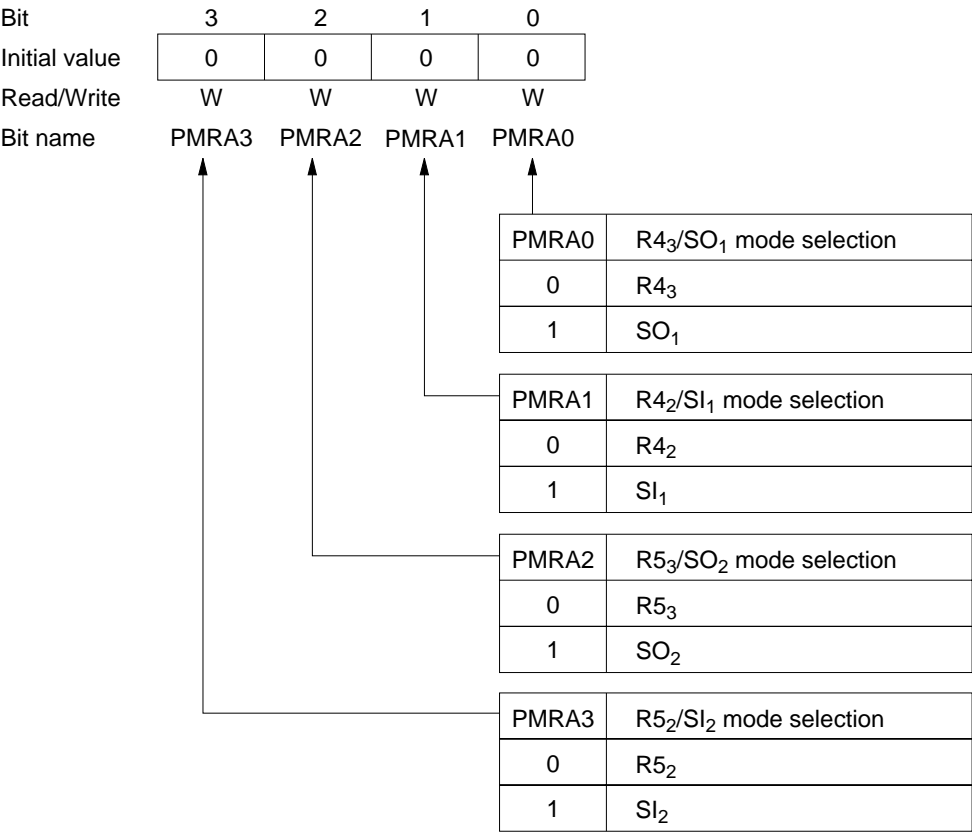 Bit 3 2 1 0
Initial value 0 0 0 0
Read/Write W W W W
Bit name PMRA3 PMRA2 PMRA1 PMRA0
PMRA0 R4₃/SO₁ mode selection
0 R4₃
1 SO₁
PMRA1 R4₂/SI₁ mode selection
0 R4₂
1 SI₁
PMRA2 R5₃/SO₂ mode selection
0 R5₃
1 SO₂
PMRA3 R5₂/SI₂ mode selection
0 R5₂
1 SI₂